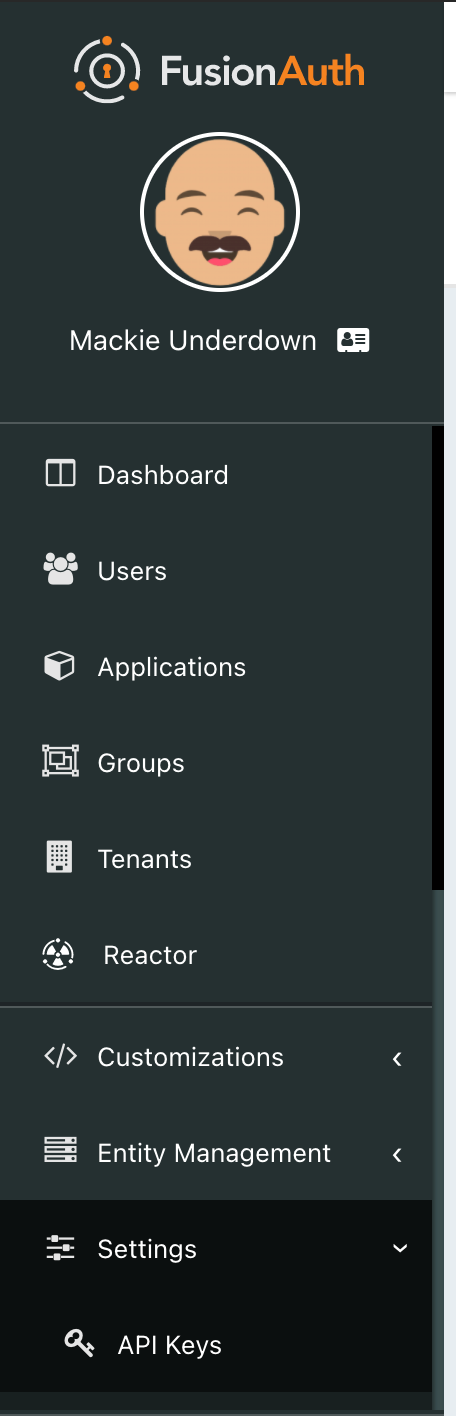 FusionAuth
Mackie Underdown
Dashboard
Users
Applications
Groups
Tenants
Reactor
Customizations
Entity Management
Settings
API Keys